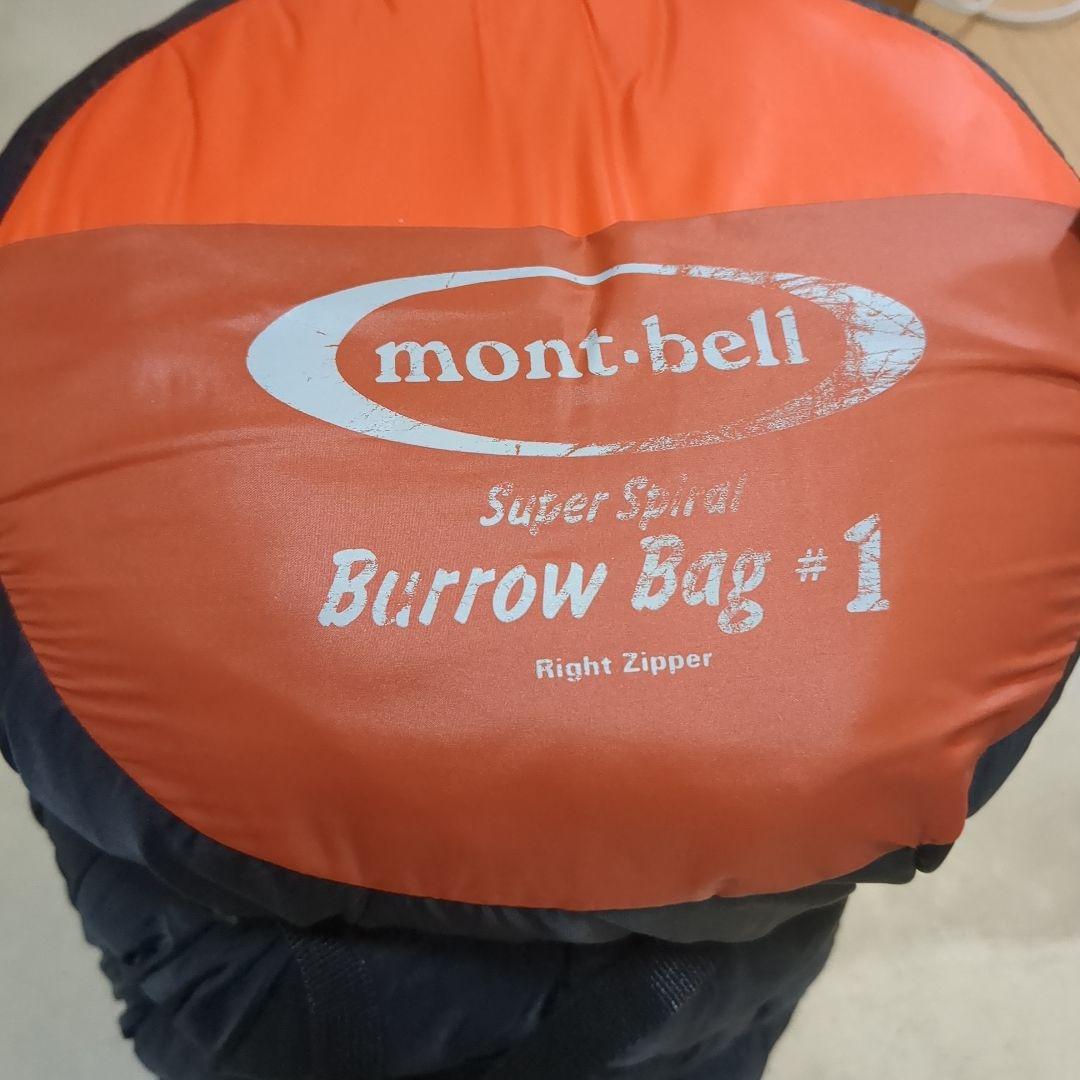 mont·bell
Super Spiral
Burrow Bag #1
Right Zipper